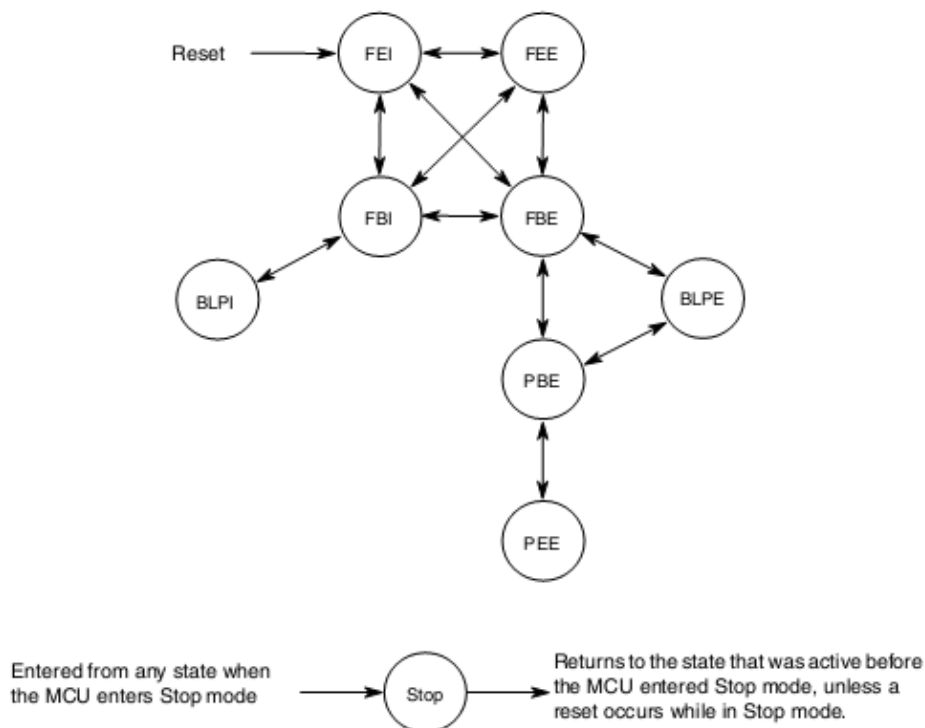 Reset
FEI
FEE
FBI
FBE
BLPI
BLPE
PBE
PEE
Entered from any state when
the MCU enters Stop mode
Stop
Returns to the state that was active before
the MCU entered Stop mode, unless a
reset occurs while in Stop mode.